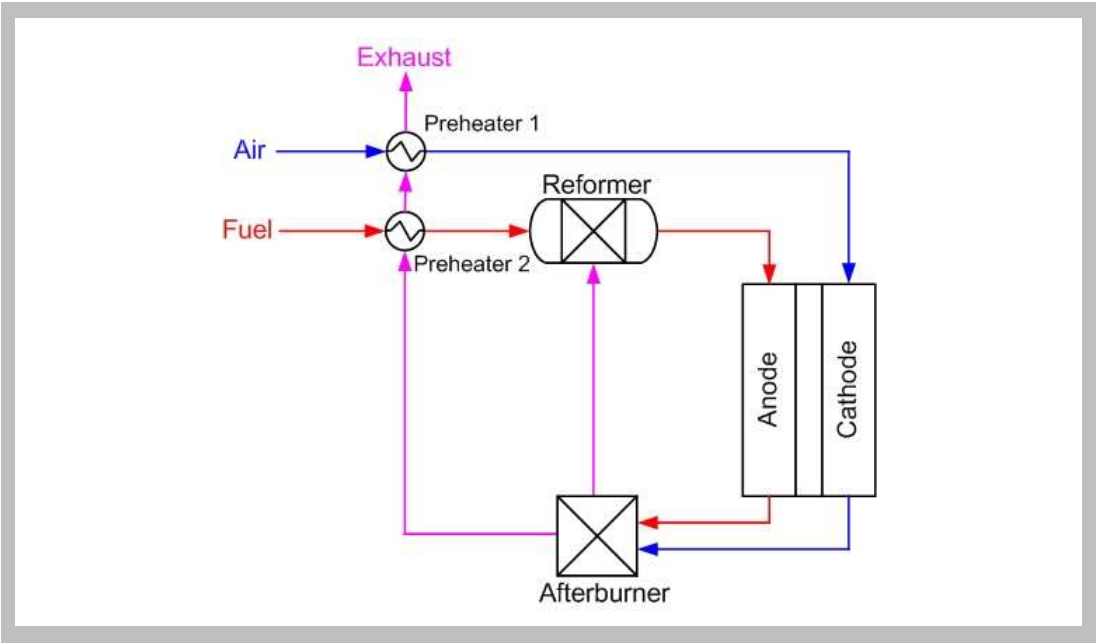 Exhaust
Preheater 1
Air
Reformer
Fuel
Preheater 2
Anode
Cathode
Afterburner